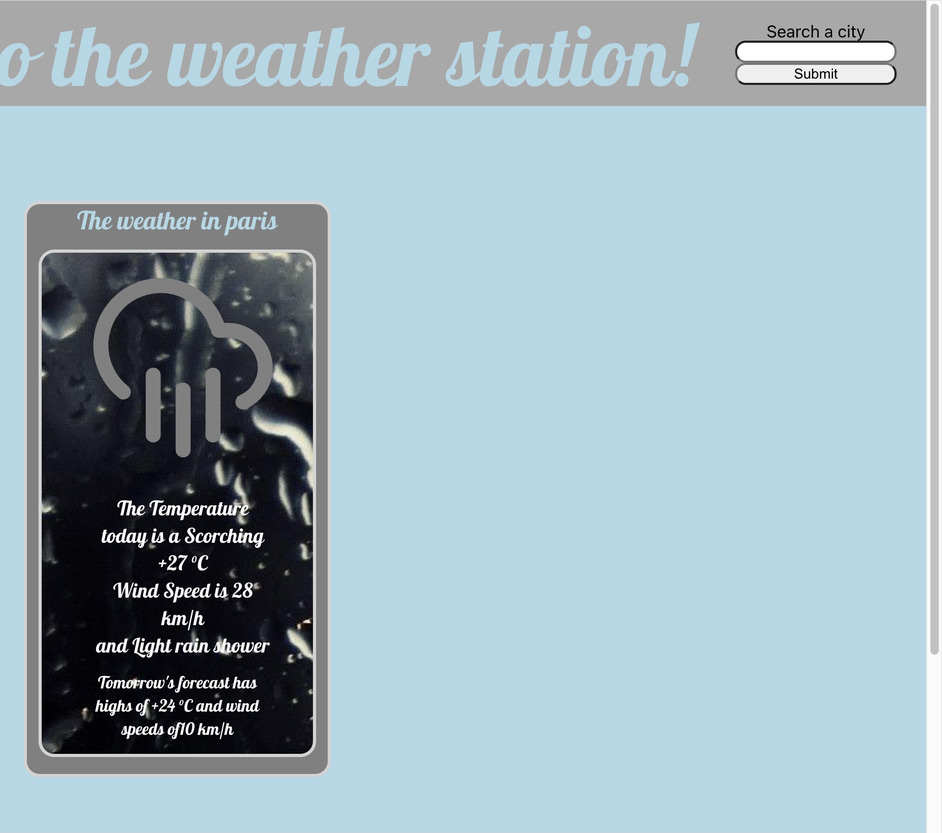 o the weather station!
Search a city
Submit
The weather in paris
The Temperature
today is a Scorching
+27 °C
Wind Speed is 28
km/h
and Light rain shower
Tomorrow's forecast has
highs of +24 °C and wind
speeds of10 km/h